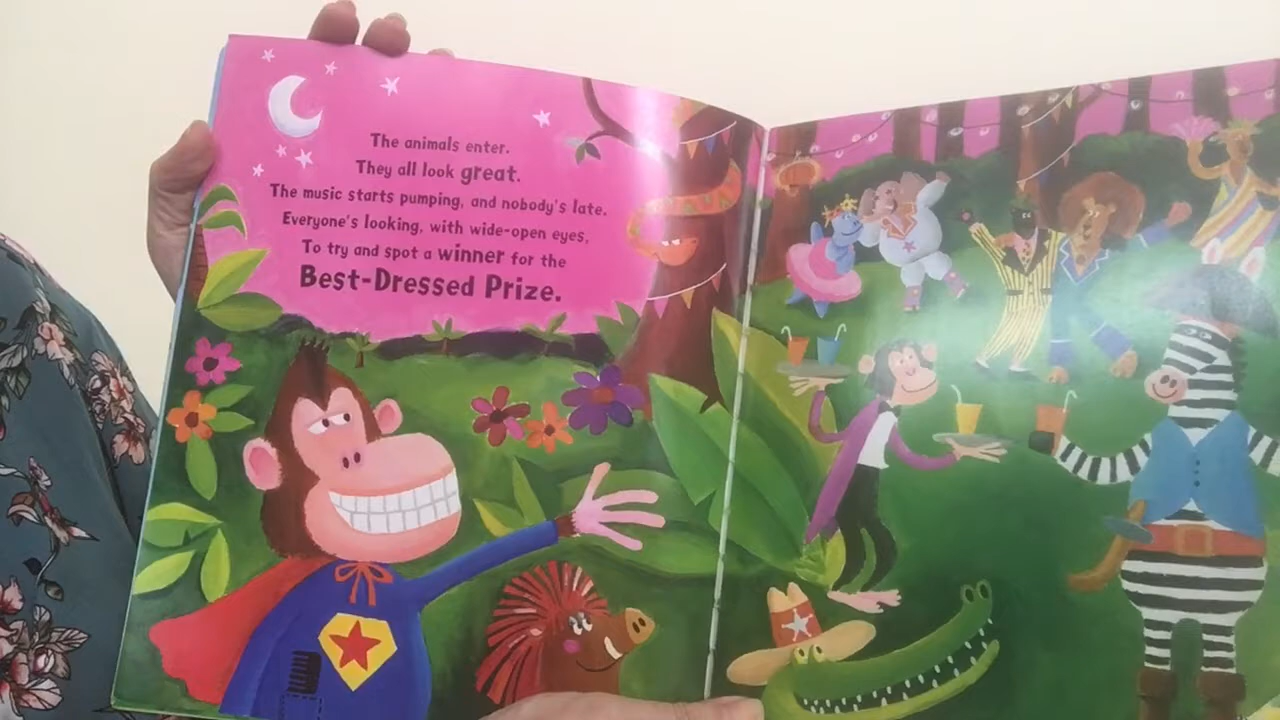 The animals enter.
They all look great.
The music starts pumping, and nobody's late.
Everyone's looking, with wide-open eyes,
To try and spot a winner for the
Best-Dressed Prize.